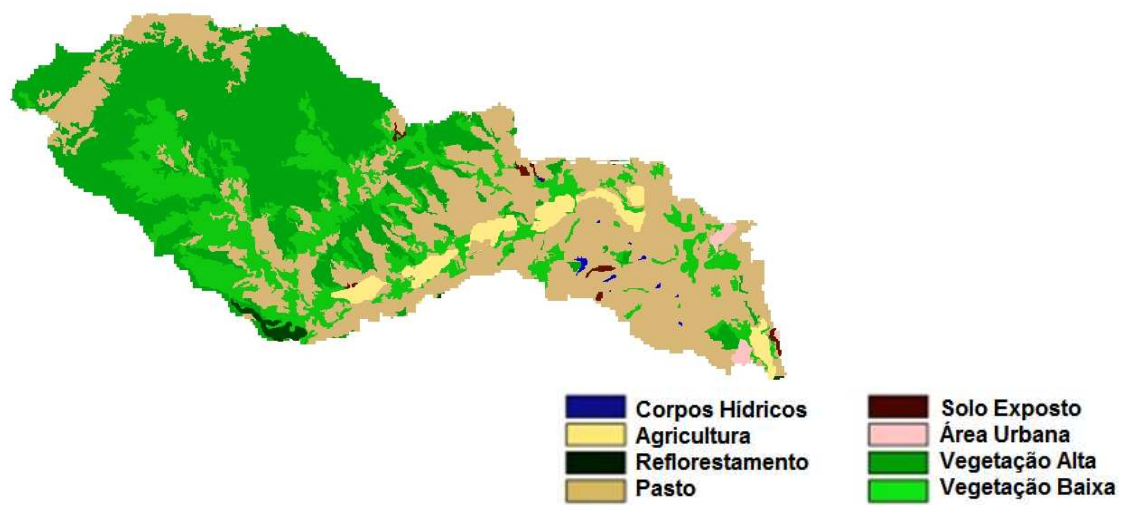 Corpos Hídricos
Agricultura
Reflorestamento
Pasto
Solo Exposto
Área Urbana
Vegetação Alta
Vegetação Baixa